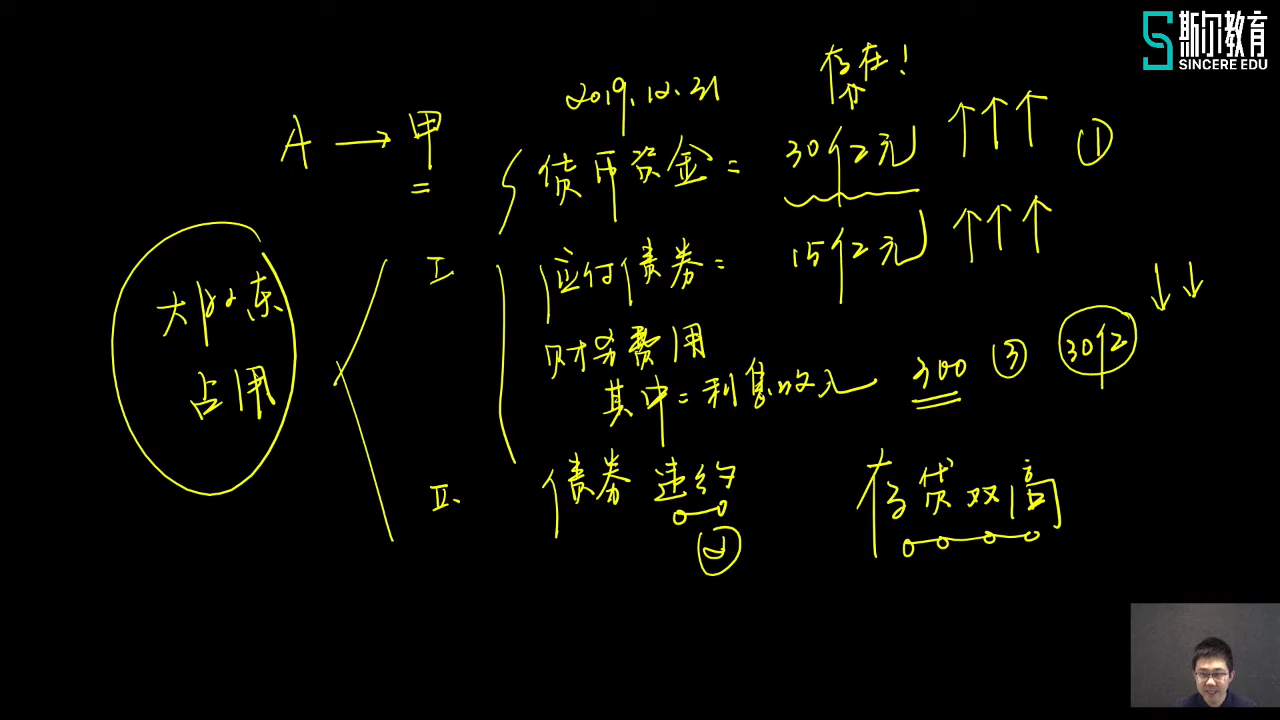 斯尔教育
SINCERE EDU
存在!
2019.12.31
A → 甲
货币资金 = 30亿元 ↑↑↑ ①
I. 应付债券 = 15亿元 ↑↑↑
大股东
占用
财务费用
其中 = 利息收入 300 ③ 30亿 ↓↓
II. 债券违约 ②
存贷双高